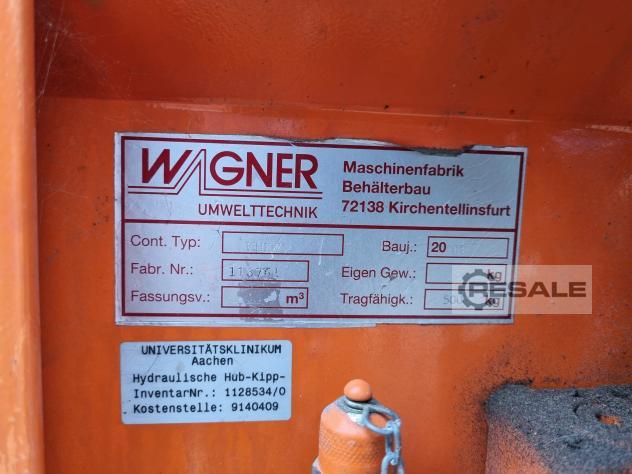 WAGNER
UMWELTTECHNIK
Maschinenfabrik
Behälterbau
72138 Kirchentellinsfurt
Cont. Typ: Bauj.: 20
Fabr. Nr.: Eigen Gew.: kg
Fassungsv.: m³ Tragfähigk.: kg
RESALE
UNIVERSITÄTSKLINIKUM
Aachen
Hydraulische Hub-Kipp-
InventarNr.: 1128534/0
Kostenstelle: 9140409